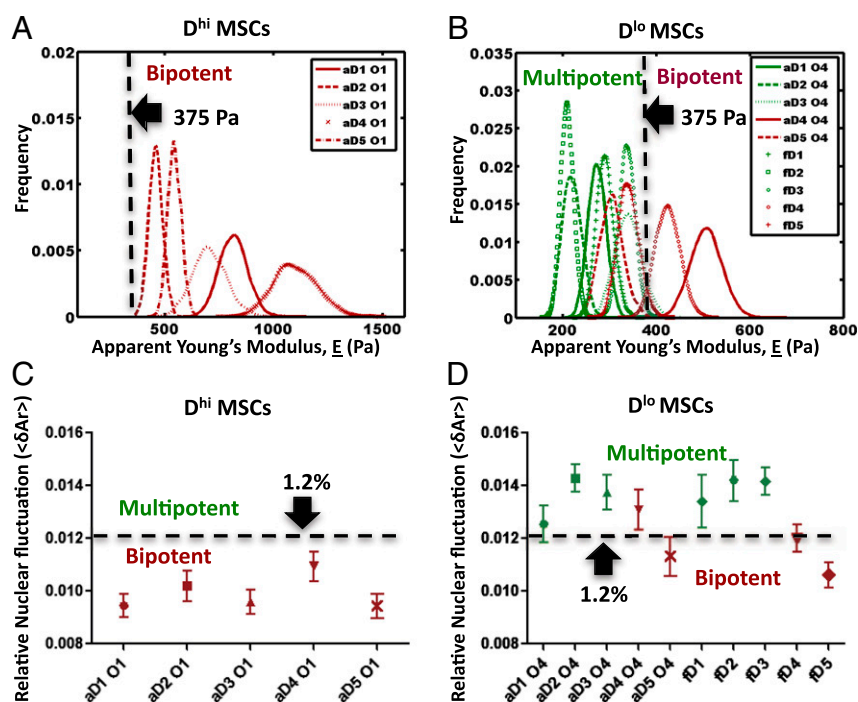 A
D^hi MSCs
0.02
0.015
0.01
0.005
0
Frequency
Bipotent
375 Pa
aD1 O1
aD2 O1
aD3 O1
aD4 O1
aD5 O1
500
1000
1500
Apparent Young's Modulus, E (Pa)
B
D^lo MSCs
0.035
0.03
0.025
0.02
0.015
0.01
0.005
0
Frequency
Multipotent
Bipotent
375 Pa
aD1 O4
aD2 O4
aD3 O4
aD4 O4
aD5 O4
fD1
fD2
fD3
fD4
fD5
200
400
600
800
Apparent Young's Modulus, E (Pa)
C
D^hi MSCs
Relative Nuclear fluctuation (<δAr>)
0.016
0.014
0.012
0.010
0.008
1.2%
Multipotent
Bipotent
aD1 O1
aD2 O1
aD3 O1
aD4 O1
aD5 O1
D
D^lo MSCs
Relative Nuclear fluctuation (<δAr>)
0.016
0.014
0.012
0.010
0.008
Multipotent
Bipotent
1.2%
aD1 O4
aD2 O4
aD3 O4
aD4 O4
aD5 O4
fD1
fD2
fD3
fD4
fD5